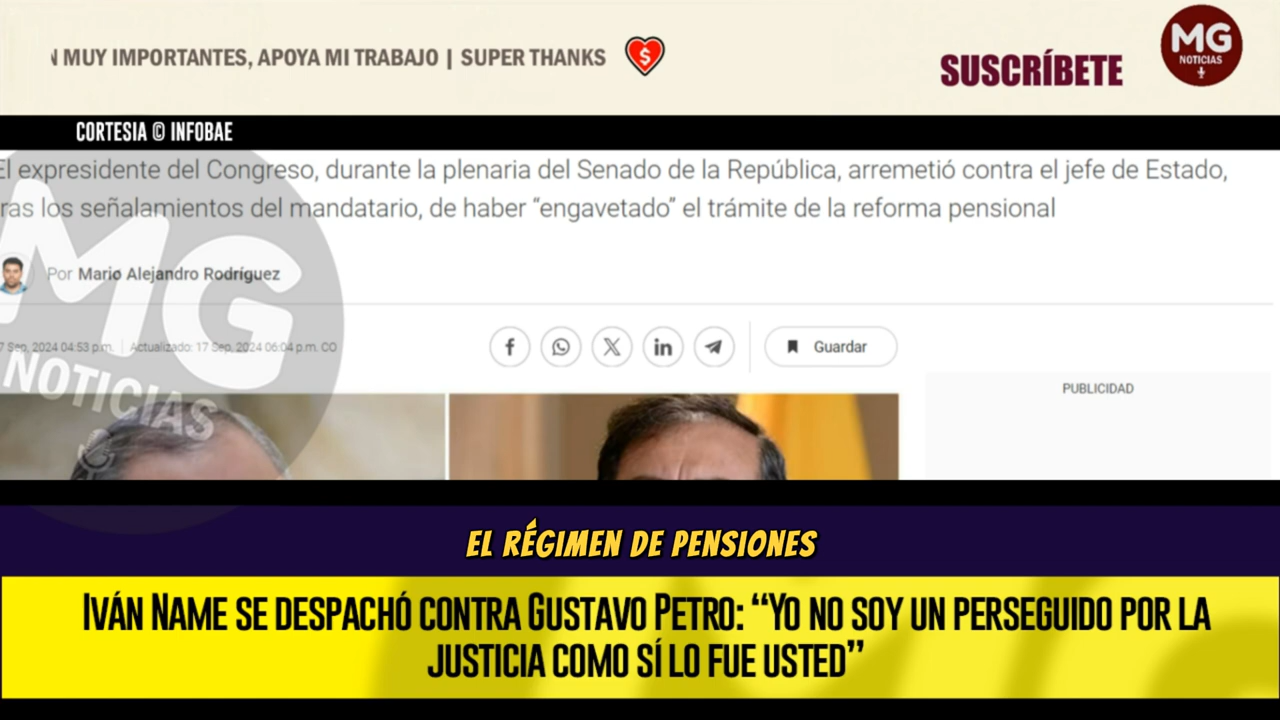 MUY IMPORTANTES, APOYA MI TRABAJO | SUPER THANKS
SUSCRÍBETE
MG
NOTICIAS
CORTESIA © INFOBAE
El expresidente del Congreso, durante la plenaria del Senado de la República, arremetió contra el jefe de Estado,
tras los señalamientos del mandatario, de haber “engavetado” el trámite de la reforma pensional
Por Mario Alejandro Rodríguez
7 Sep, 2024 04:53 p.m. | Actualizado: 17 Sep, 2024 06:04 p.m. CO
Guardar
PUBLICIDAD
MG
NOTICIAS
EL RÉGIMEN DE PENSIONES
IVÁN NAME SE DESPACHÓ CONTRA GUSTAVO PETRO: “YO NO SOY UN PERSEGUIDO POR LA
JUSTICIA COMO SÍ LO FUE USTED”